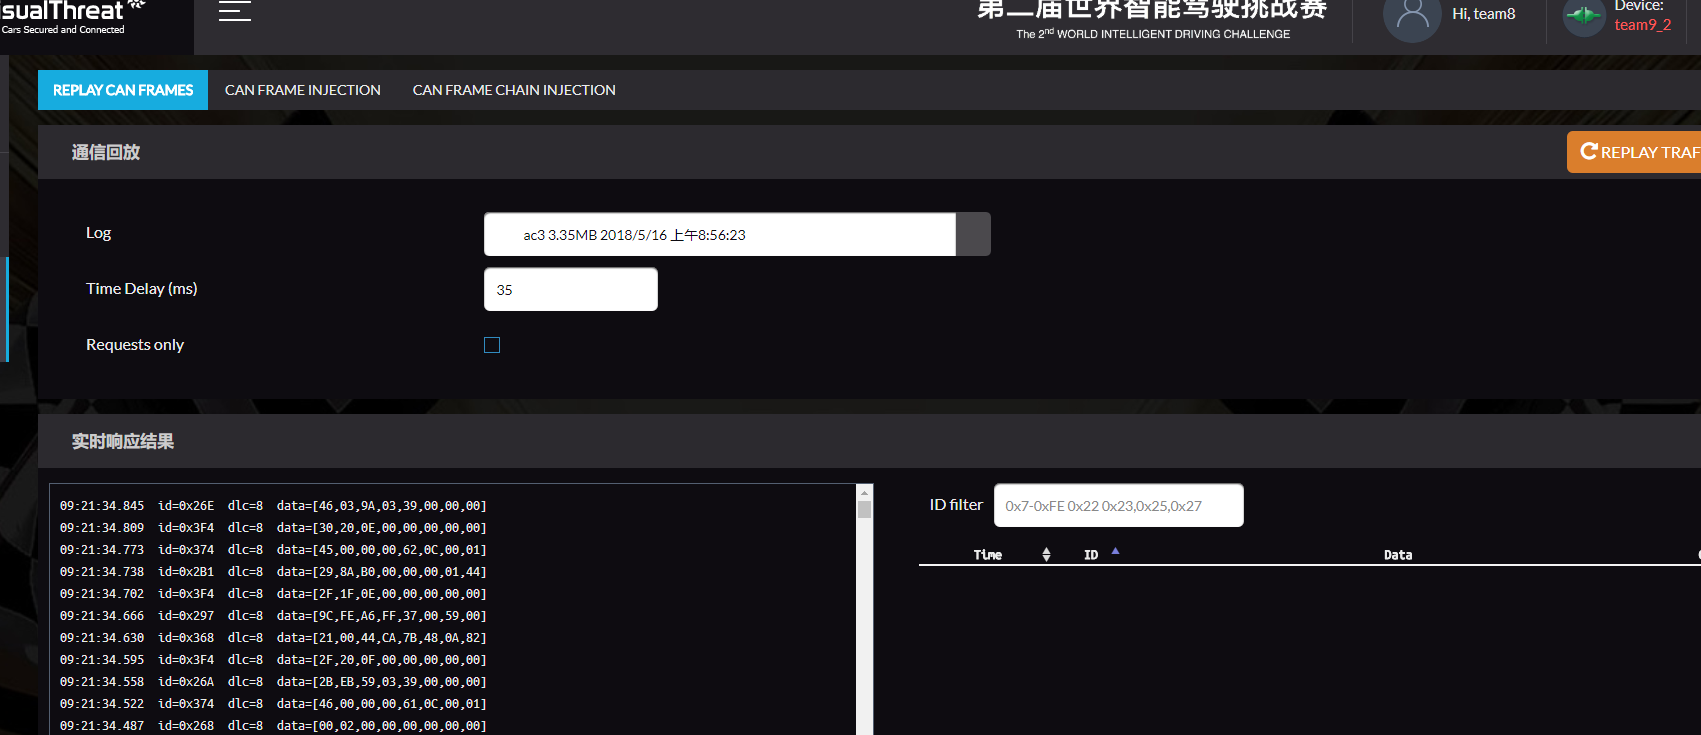 isualThreat
Cars Secured and Connected
第二届世界智能驾驶挑战赛
The 2nd WORLD INTELLIGENT DRIVING CHALLENGE
Hi, team8
Device:
team9_2
REPLAY CAN FRAMES
CAN FRAME INJECTION
CAN FRAME CHAIN INJECTION
通信回放
REPLAY TRAF
Log
ac3 3.35MB 2018/5/16 上午8:56:23
Time Delay (ms)
35
Requests only
实时响应结果
09:21:34.845 id=0x26E dlc=8 data=[46,03,9A,03,39,00,00,00]
09:21:34.809 id=0x3F4 dlc=8 data=[30,20,0E,00,00,00,00,00]
09:21:34.773 id=0x374 dlc=8 data=[45,00,00,00,62,0C,00,01]
09:21:34.738 id=0x2B1 dlc=8 data=[29,8A,B0,00,00,00,01,44]
09:21:34.702 id=0x3F4 dlc=8 data=[2F,1F,0E,00,00,00,00,00]
09:21:34.666 id=0x297 dlc=8 data=[9C,FE,A6,FF,37,00,59,00]
09:21:34.630 id=0x368 dlc=8 data=[21,00,44,CA,7B,48,0A,82]
09:21:34.595 id=0x3F4 dlc=8 data=[2F,20,0F,00,00,00,00,00]
09:21:34.558 id=0x26A dlc=8 data=[2B,EB,59,03,39,00,00,00]
09:21:34.522 id=0x374 dlc=8 data=[46,00,00,00,61,0C,00,01]
09:21:34.487 id=0x268 dlc=8 data=[00,02,00,00,00,00,00,00]
ID filter
0x7-0xFE 0x22 0x23,0x25,0x27
Time
ID
Data